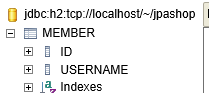 jdbc:h2:tcp://localhost/~/jpashop
MEMBER
ID
USERNAME
Indexes